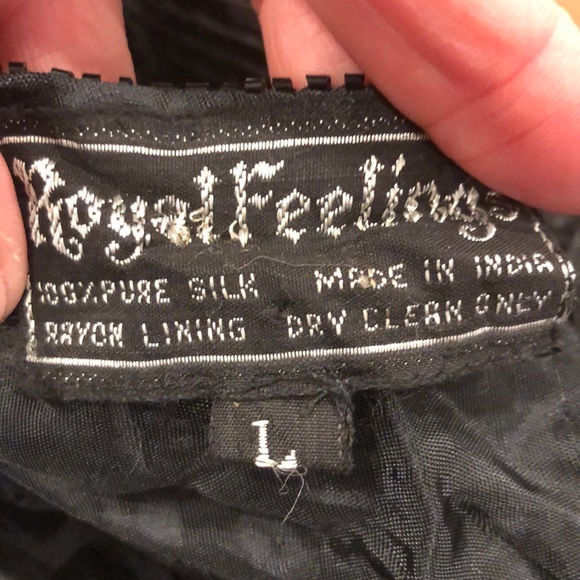 Royal Feelings
100% PURE SILK MADE IN INDIA
RAYON LINING DRY CLEAN ONLY
L